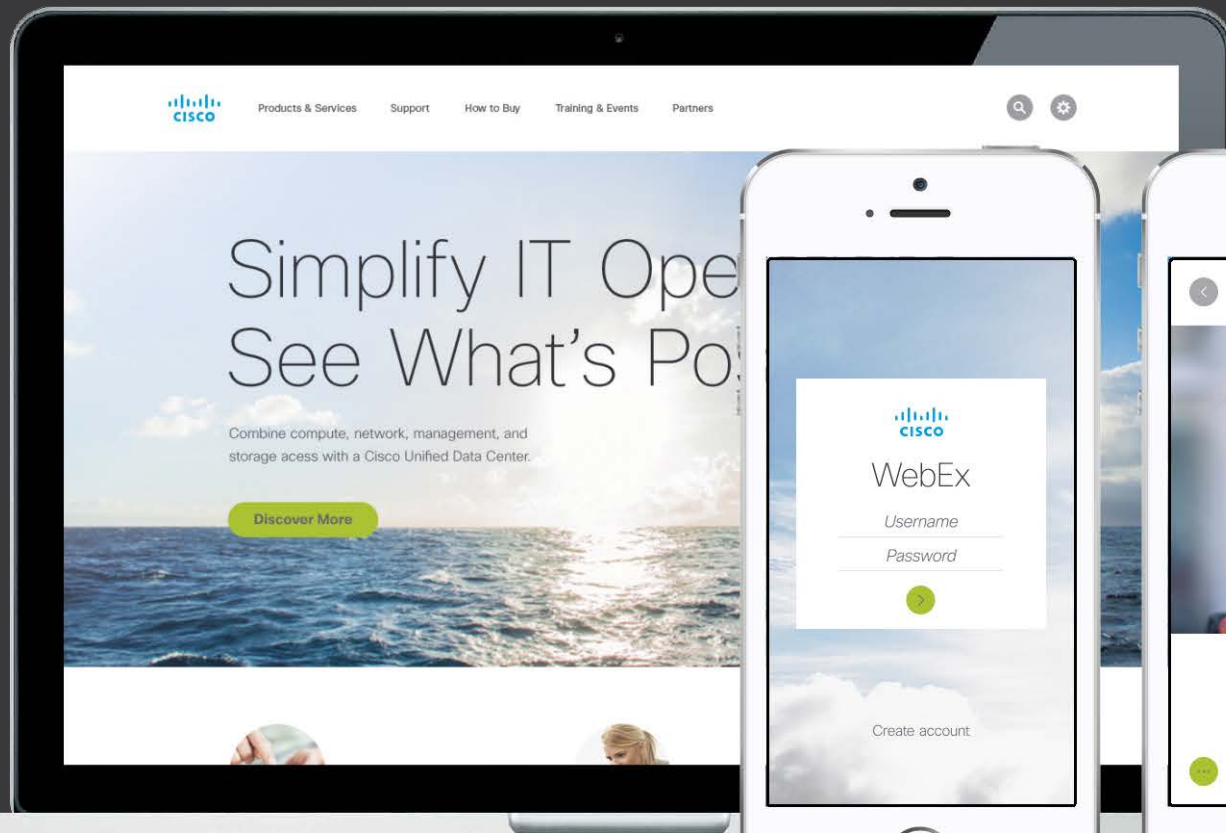 CISCO
Products & Services Support How to Buy Training & Events Partners
Simplify IT Ope
See What's Po
Combine compute, network, management, and
storage acess with a Cisco Unified Data Center.
Discover More
CISCO
WebEx
Username
Password
Create account